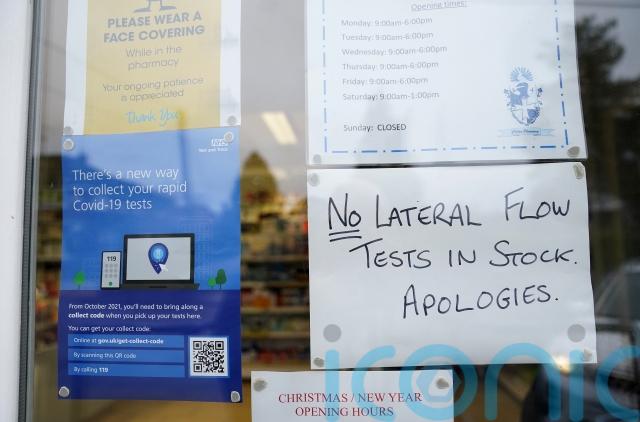 PLEASE WEAR A
FACE COVERING
While in the
pharmacy
Your ongoing patience
is appreciated
Thank You
Opening times:
Monday: 9:00am-6:00pm
Tuesday: 9:00am-6:00pm
Wednesday: 9:00am-6:00pm
Thursday: 9:00am-6:00pm
Friday: 9:00am-6:00pm
Saturday: 9:00am-1:00pm
Sunday: CLOSED
NHS
Test and Trace
There's a new way
to collect your rapid
Covid-19 tests
119
From October 2021, you'll need to bring along a
collect code when you pick up your tests here.
You can get your collect code:
Online at gov.uk/get-collect-code
By scanning this QR code
By calling 119
NO LATERAL FLOW
TESTS IN STOCK.
APOLOGIES.
CHRISTMAS / NEW YEAR
OPENING HOURS
iconic